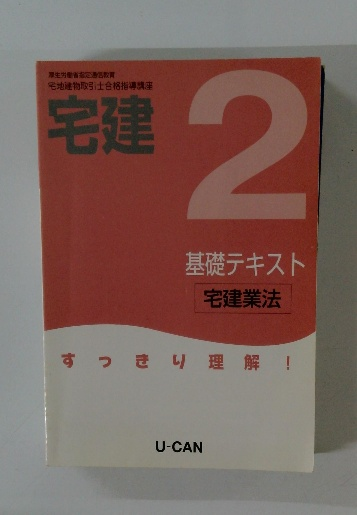 厚生労働省指定通信教育
宅地建物取引士合格指導講座
宅建
2
基礎テキスト
宅建業法
すっきり理解!
U-CAN